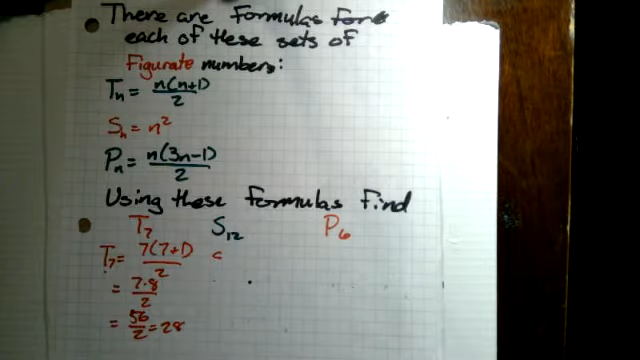 There are formulas for
each of these sets of
Figurate numbers:
Tn = n(n+1)/2
Sn = n²
Pn = n(3n-1)/2
Using these formulas find
T7 S12 P6
T7 = 7(7+1)/2
= 7·8/2
= 56/2 = 28